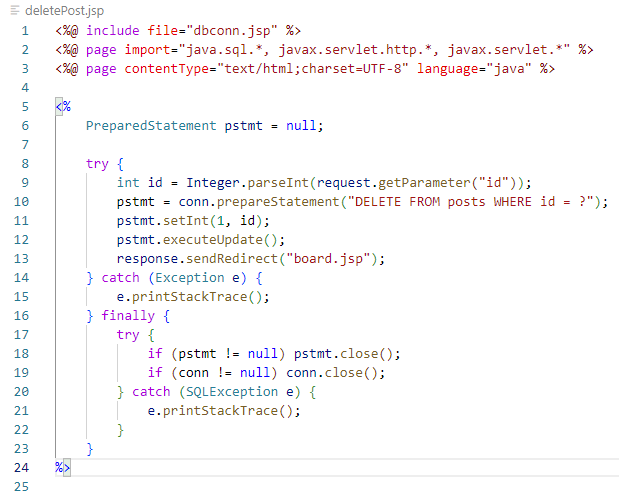 deletePost.jsp
1 <%@ include file="dbconn.jsp" %>
2 <%@ page import="java.sql.*, javax.servlet.http.*, javax.servlet.*" %>
3 <%@ page contentType="text/html;charset=UTF-8" language="java" %>
4
5 <%
6     PreparedStatement pstmt = null;
7
8     try {
9         int id = Integer.parseInt(request.getParameter("id"));
10         pstmt = conn.prepareStatement("DELETE FROM posts WHERE id = ?");
11         pstmt.setInt(1, id);
12         pstmt.executeUpdate();
13         response.sendRedirect("board.jsp");
14     } catch (Exception e) {
15         e.printStackTrace();
16     } finally {
17         try {
18             if (pstmt != null) pstmt.close();
19             if (conn != null) conn.close();
20         } catch (SQLException e) {
21             e.printStackTrace();
22         }
23     }
24 %>
25